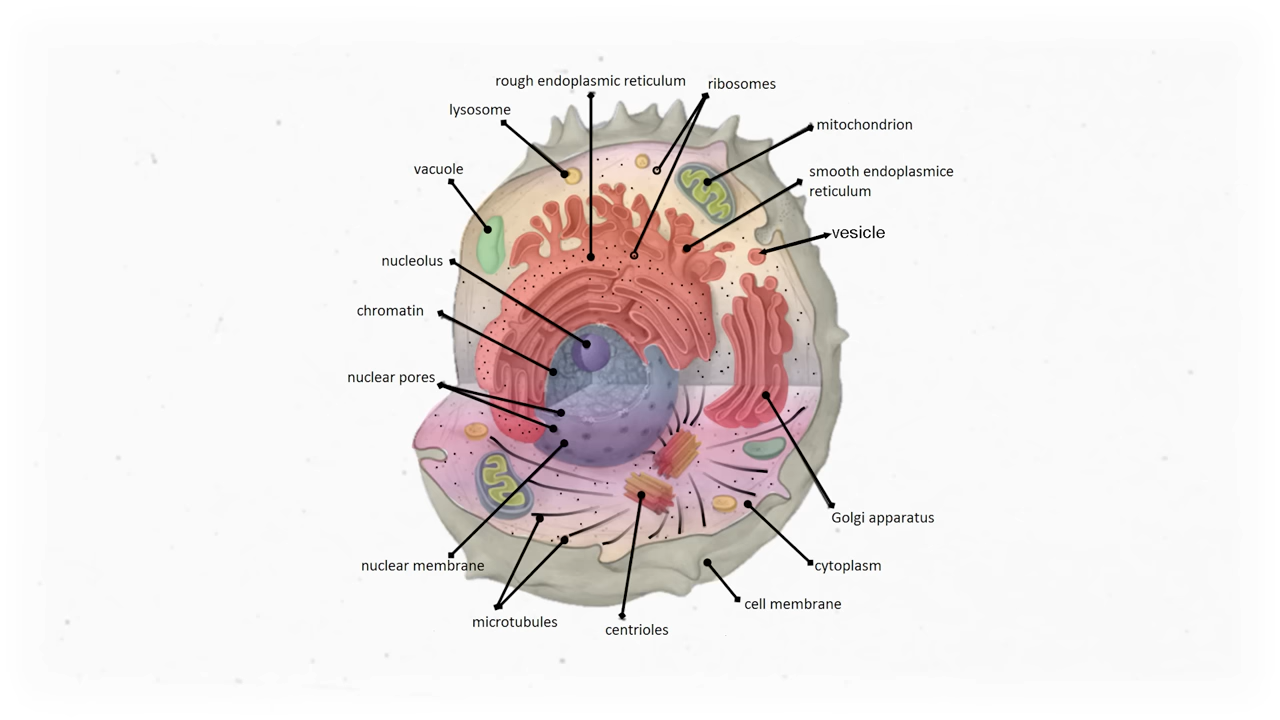 rough endoplasmic reticulum
ribosomes
lysosome
mitochondrion
vacuole
smooth endoplasmice
reticulum
vesicle
nucleolus
chromatin
nuclear pores
Golgi apparatus
nuclear membrane
cytoplasm
cell membrane
microtubules
centrioles